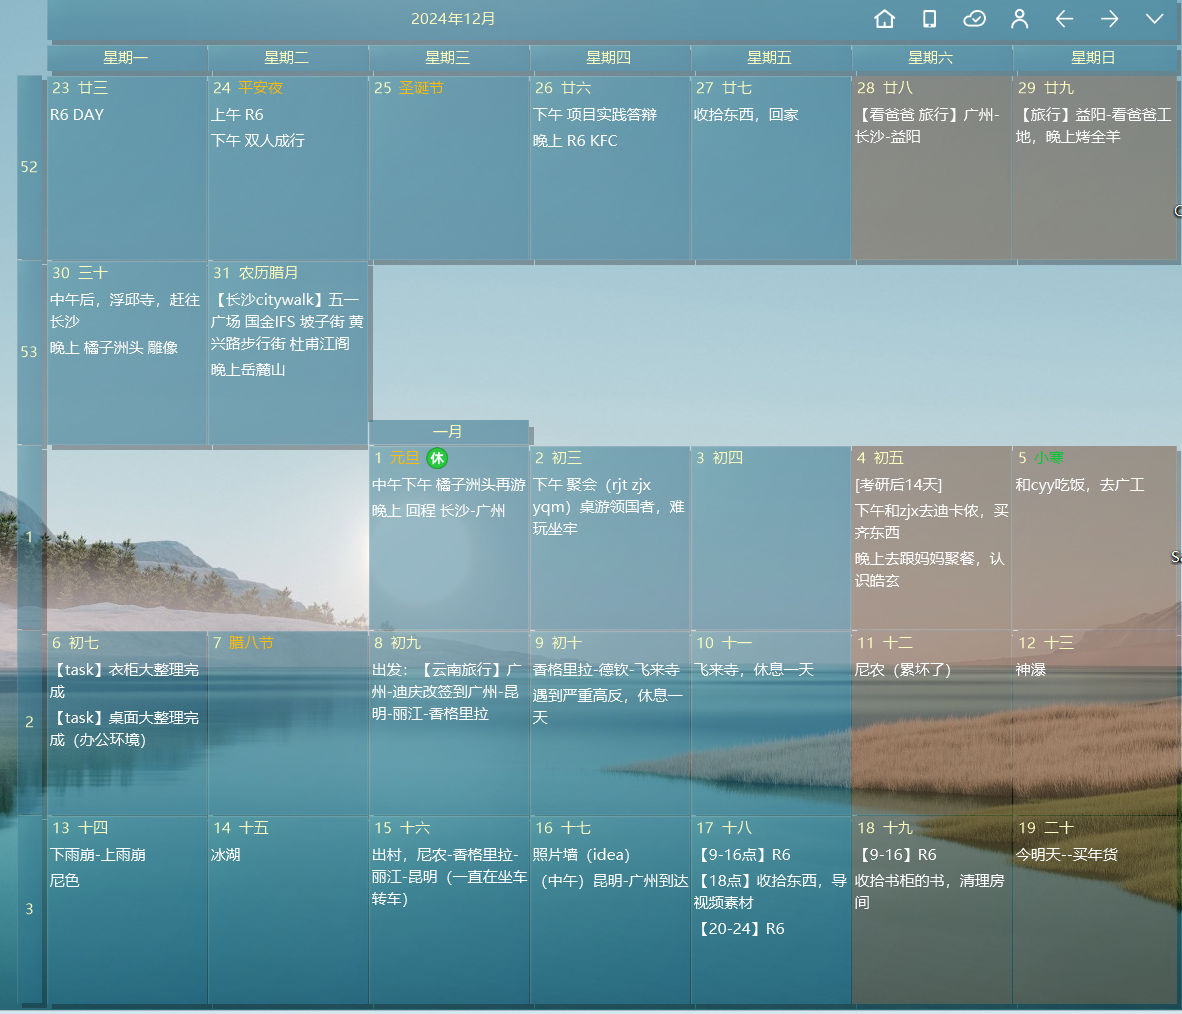 2024年12月
星期一
星期二
星期三
星期四
星期五
星期六
星期日
52
23 廿三
R6 DAY
24 平安夜
上午 R6
下午 双人成行
25 圣诞节
26 廿六
下午 项目实践答辩
晚上 R6 KFC
27 廿七
收拾东西，回家
28 廿八
【看爸爸 旅行】广州-
长沙-益阳
29 廿九
【旅行】益阳-看爸爸工
地，晚上烤全羊
53
30 三十
中午后，浮邱寺，赶往
长沙
晚上 橘子洲头 雕像
31 农历腊月
【长沙citywalk】五一
广场 国金IFS 坡子街 黄
兴路步行街 杜甫江阁
晚上岳麓山
一月
1
1 元旦 休
中午下午 橘子洲头再游
晚上 回程 长沙-广州
2 初三
下午 聚会（rjt zjx
yqm）桌游领国者，难
玩坐牢
3 初四
4 初五
[考研后14天]
下午和zjx去迪卡侬，买
齐东西
晚上去跟妈妈聚餐，认
识皓玄
5 小寒
和cyy吃饭，去广工
2
6 初七
【task】衣柜大整理完
成
【task】桌面大整理完
成（办公环境）
7 腊八节
8 初九
出发：【云南旅行】广
州-迪庆改签到广州-昆
明-丽江-香格里拉
9 初十
香格里拉-德钦-飞来寺
遇到严重高反，休息一
天
10 十一
飞来寺，休息一天
11 十二
尼农（累坏了）
12 十三
神瀑
3
13 十四
下雨崩-上雨崩
尼色
14 十五
冰湖
15 十六
出村，尼农-香格里拉-
丽江-昆明（一直在坐车
转车）
16 十七
照片墙（idea）
（中午）昆明-广州到达
17 十八
【9-16点】R6
【18点】收拾东西，导
视频素材
【20-24】R6
18 十九
【9-16】R6
收拾书柜的书，清理房
间
19 二十
今明天--买年货